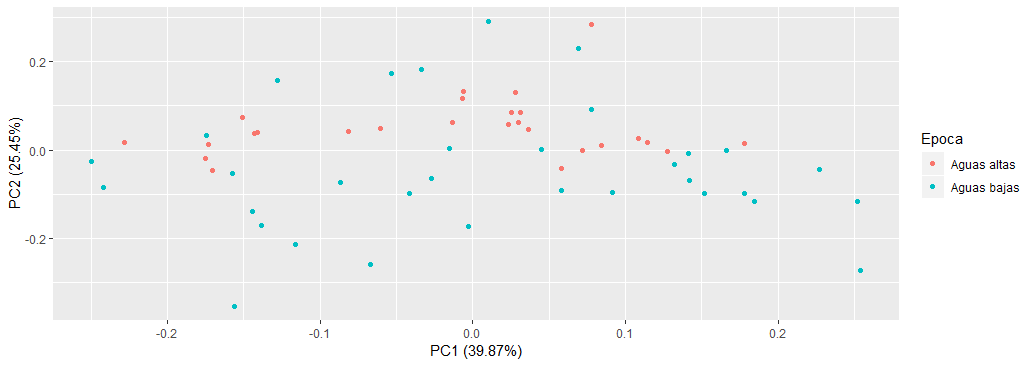 PC2 (25.45%)
0.2
0.0
-0.2
-0.2
-0.1
0.0
0.1
0.2
PC1 (39.87%)
Epoca
Aguas altas
Aguas bajas